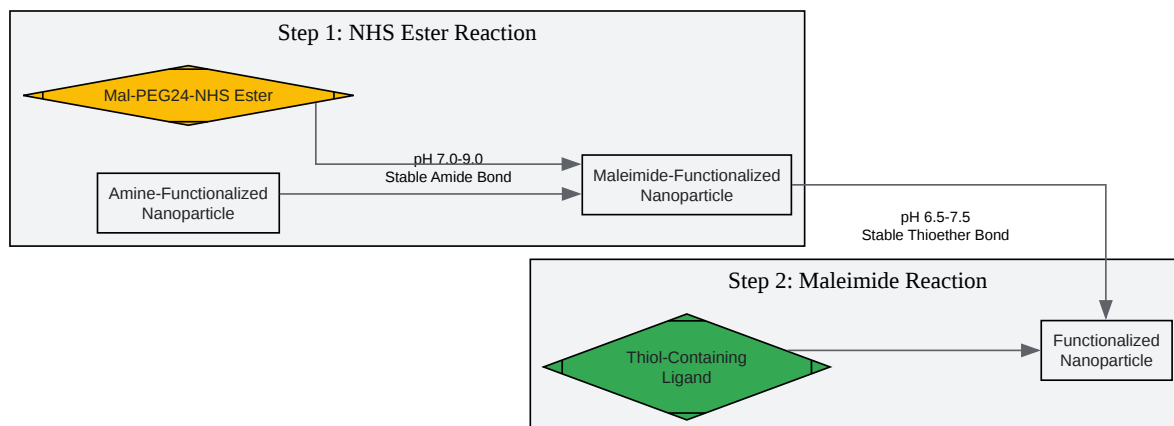 Step 1: NHS Ester Reaction
Mal-PEG24-NHS Ester
pH 7.0-9.0
Stable Amide Bond
Amine-Functionalized
Nanoparticle
Maleimide-Functionalized
Nanoparticle
pH 6.5-7.5
Stable Thioether Bond
Step 2: Maleimide Reaction
Thiol-Containing
Ligand
Functionalized
Nanoparticle